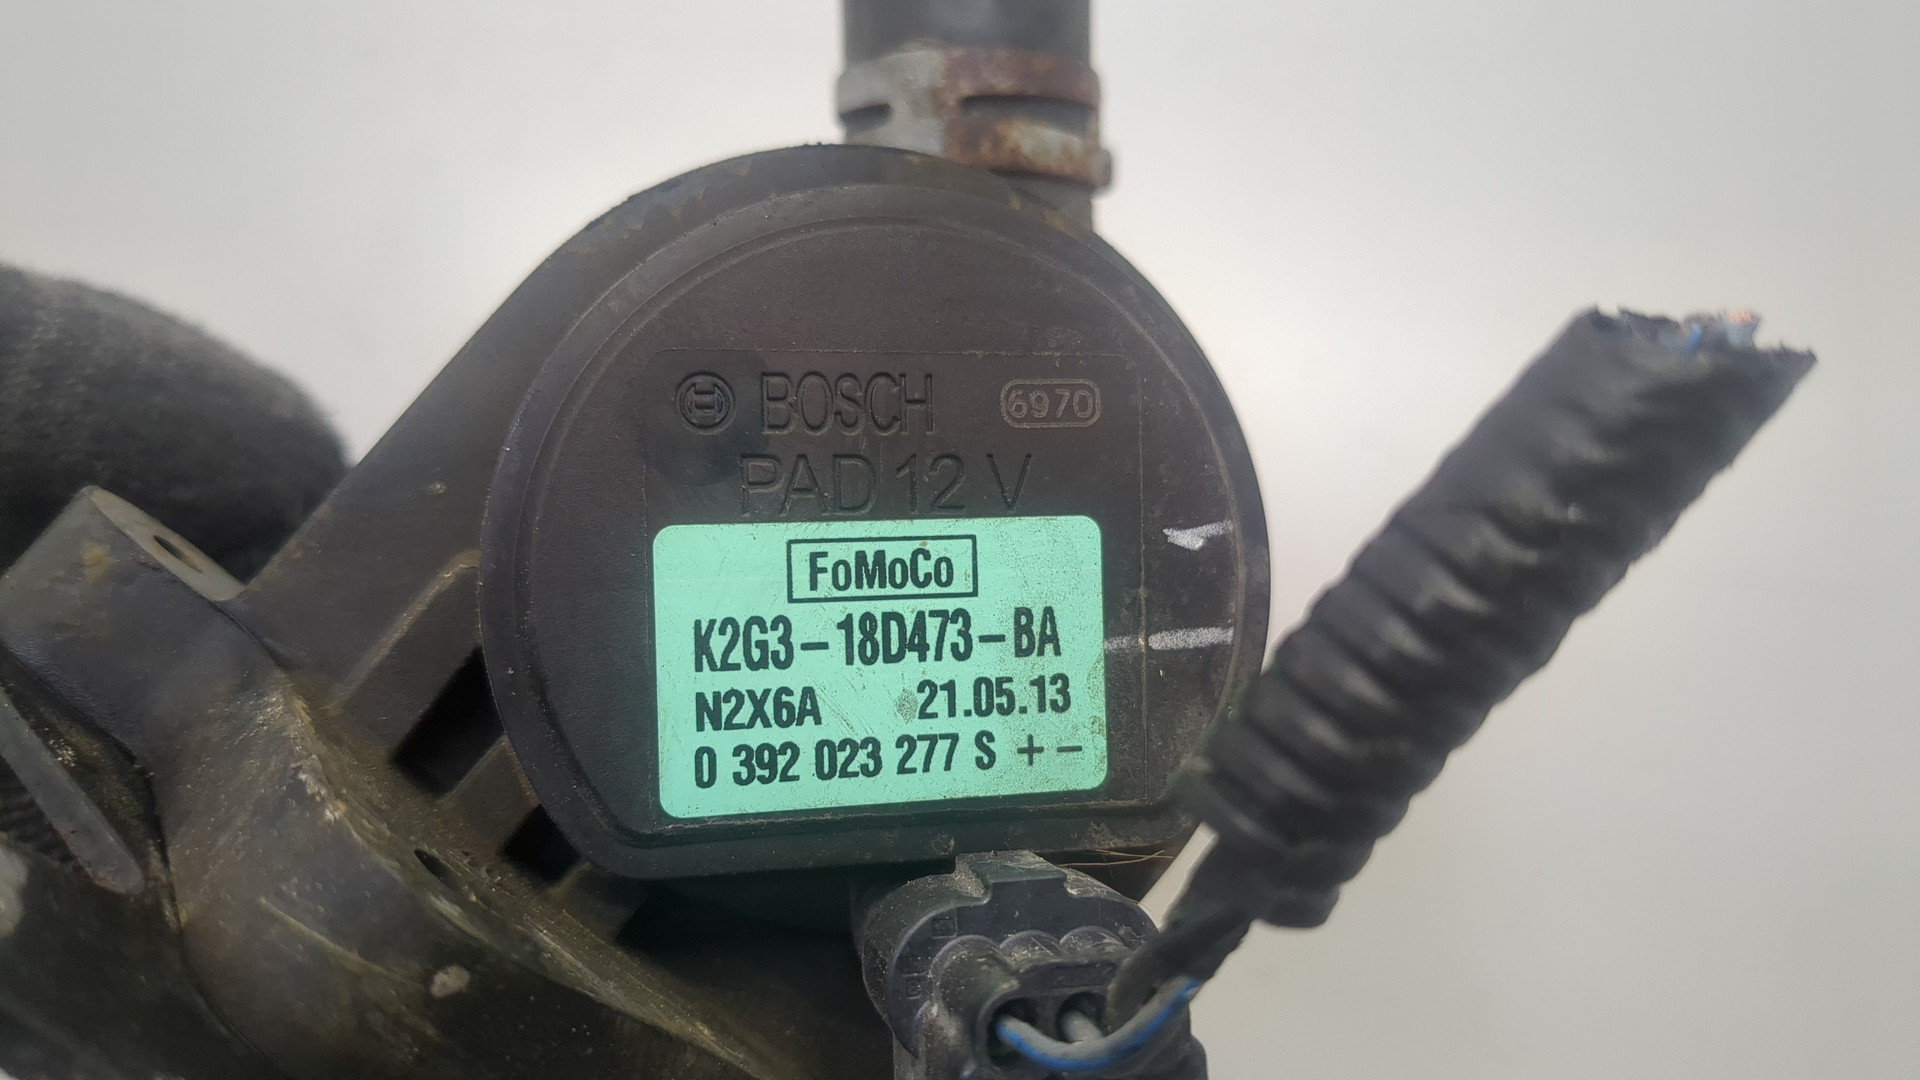 BOSCH 6970
PAD 12 V
FoMoCo
K2G3-18D473-BA
N2X6A 21.05.13
0 392 023 277 S + -